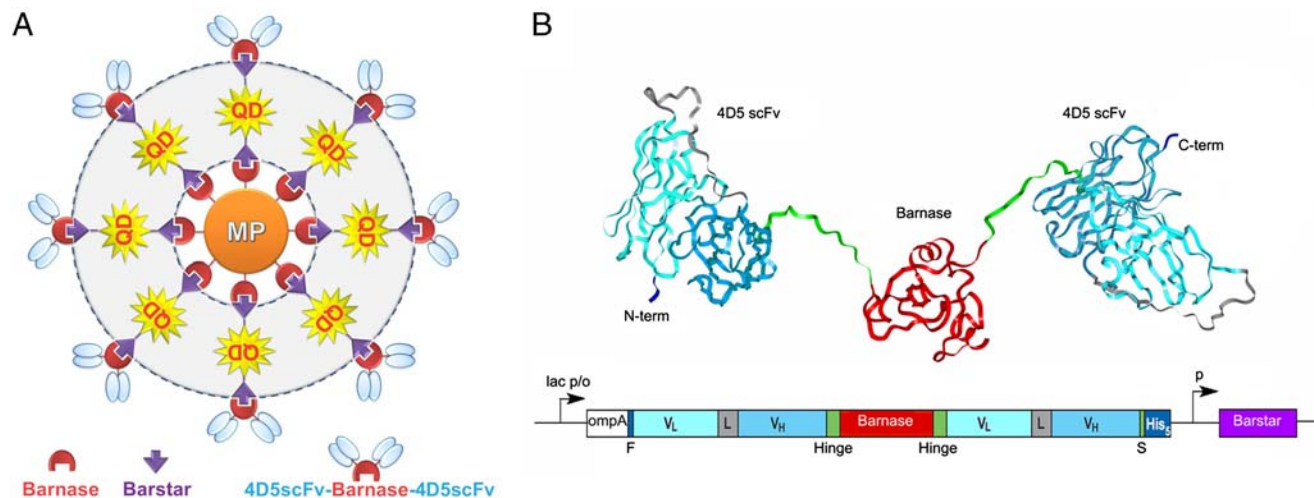 A
QD
QD
QD
QD
QD
QD
QD
QD
MP
Barnase
Barstar
4D5scFv-Barnase-4D5scFv
B
4D5 scFv
4D5 scFv
C-term
Barnase
N-term
lac p/o
p
ompA
VL
L
VH
Barnase
VL
L
VH
His5
Barstar
F
Hinge
Hinge
S